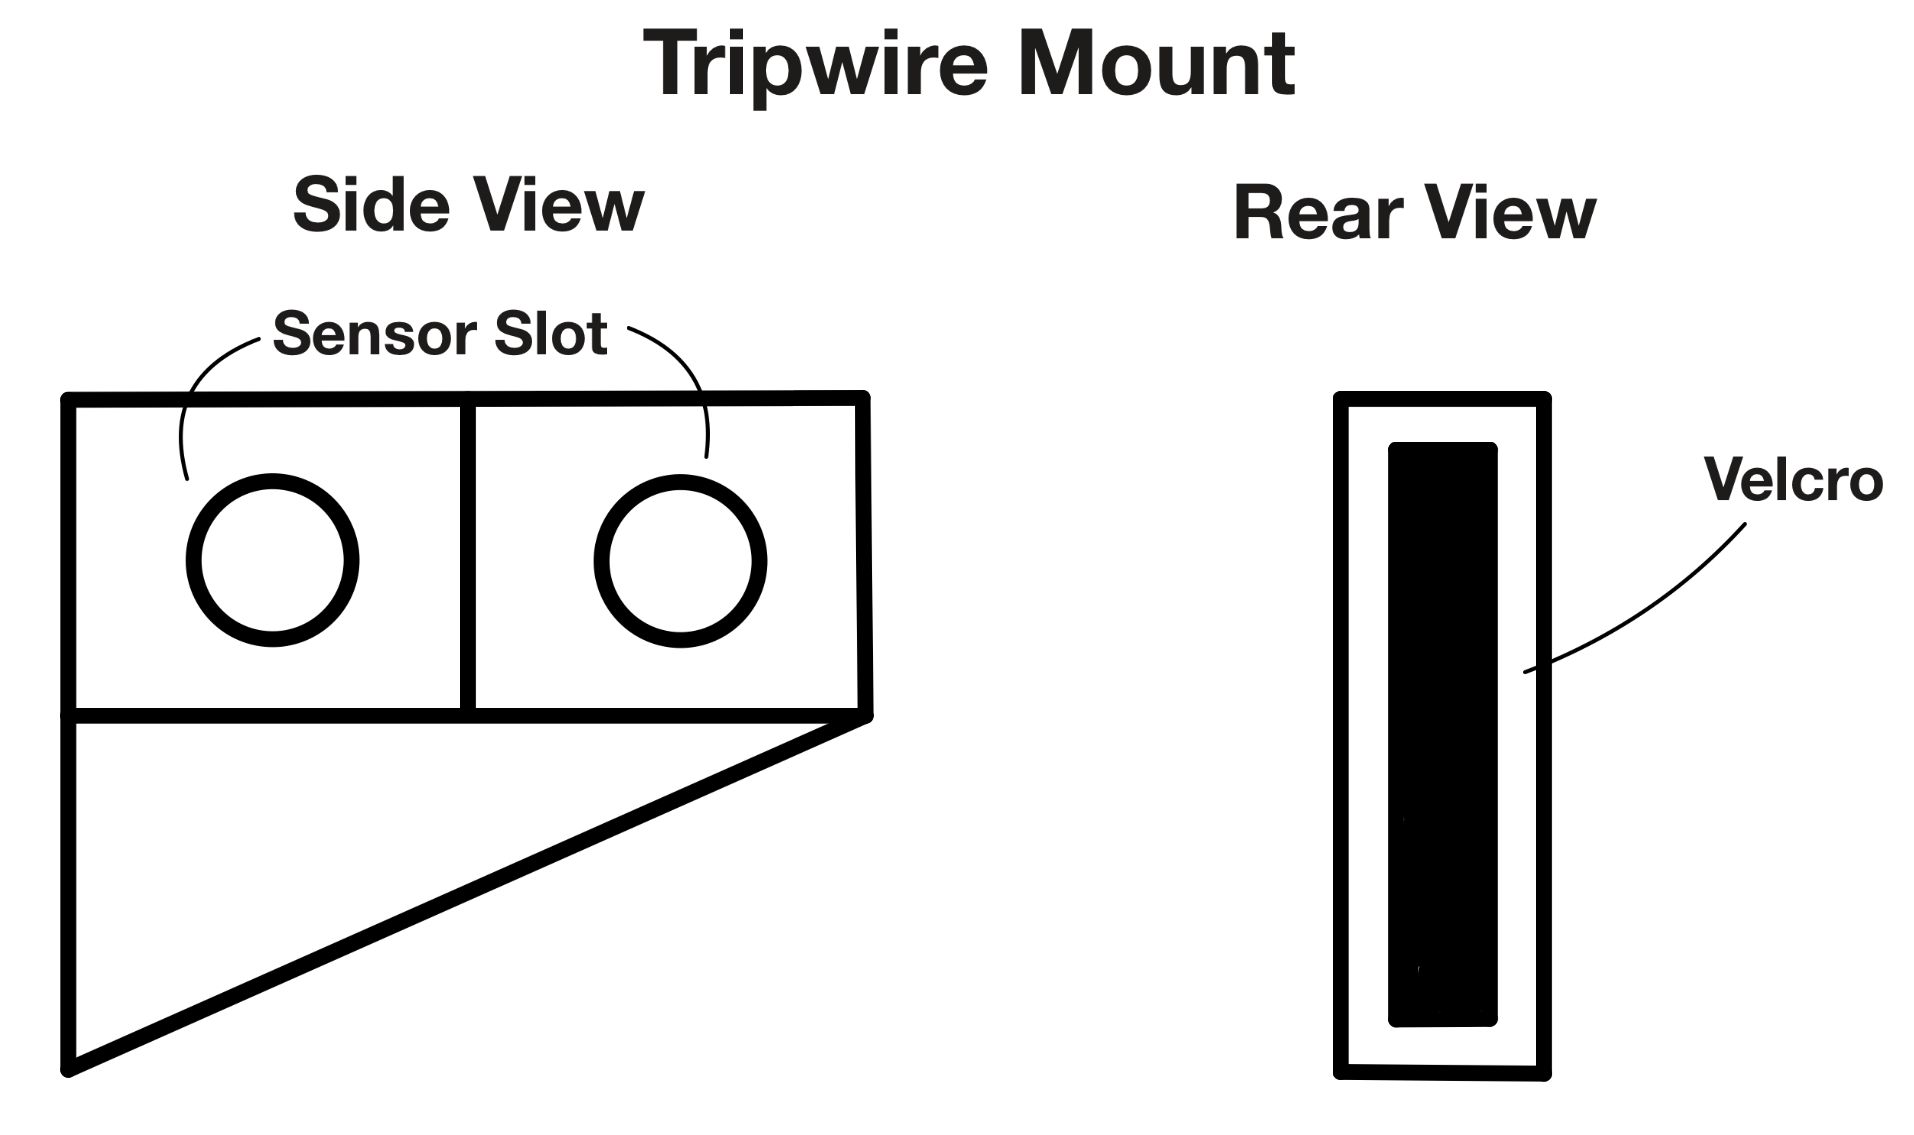 Tripwire Mount
Side View
Rear View
Sensor Slot
Velcro